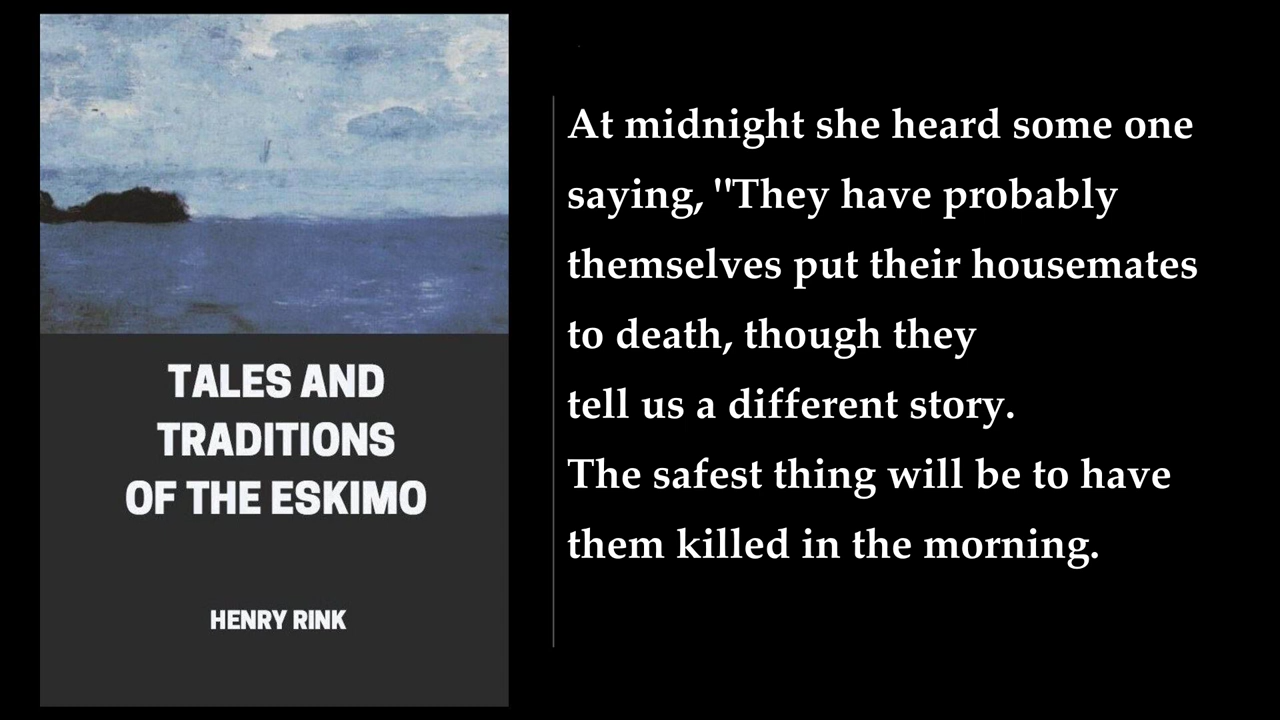 TALES AND
TRADITIONS
OF THE ESKIMO
HENRY RINK
At midnight she heard some one
saying, "They have probably
themselves put their housemates
to death, though they
tell us a different story.
The safest thing will be to have
them killed in the morning.